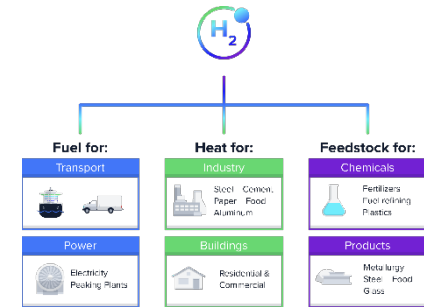 H2
Fuel for:
Heat for:
Feedstock for:
Transport
Industry
Steel Cement,
Paper Food
Aluminum
Chemicals
Fertilizers
Fuel refining
Plastics
Power
Electricity
Peaking Plants
Buildings
Residential &
Commercial
Products
Metallurgy
Steel Food
Glass